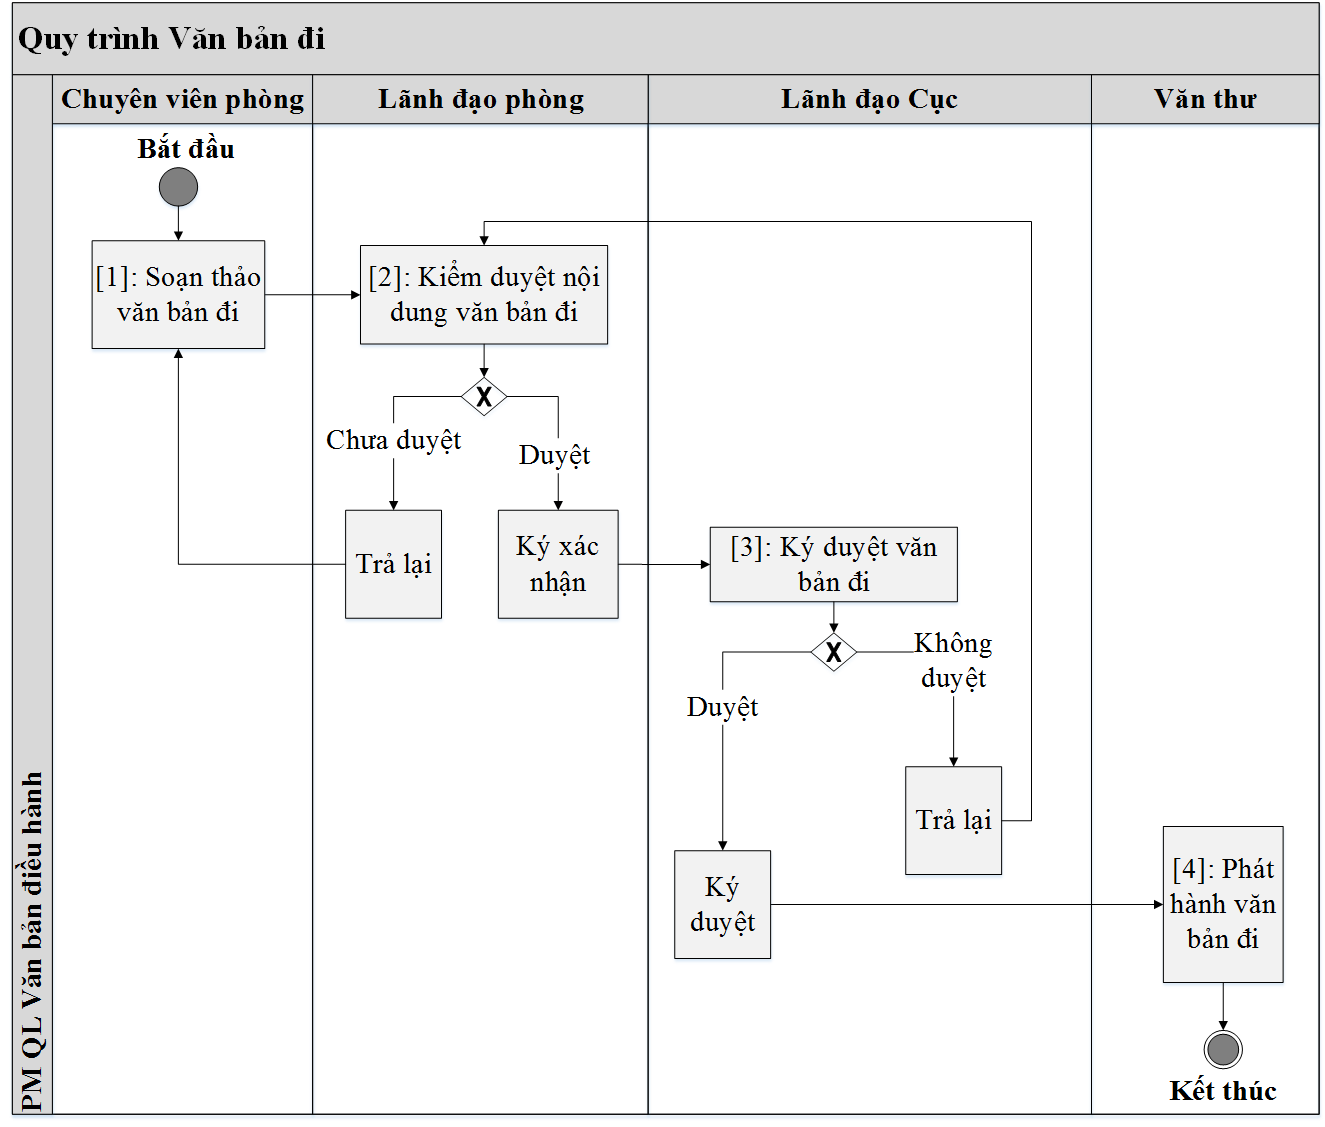 Quy trình Văn bản đi
Chuyên viên phòng
Lãnh đạo phòng
Lãnh đạo Cục
Văn thư
PM QL Văn bản điều hành
Bắt đầu
[1]: Soạn thảo
văn bản đi
[2]: Kiểm duyệt nội
dung văn bản đi
X
Chưa duyệt
Duyệt
Trả lại
Ký xác
nhận
[3]: Ký duyệt văn
bản đi
X
Không
duyệt
Duyệt
Trả lại
Ký
duyệt
[4]: Phát
hành văn
bản đi
Kết thúc